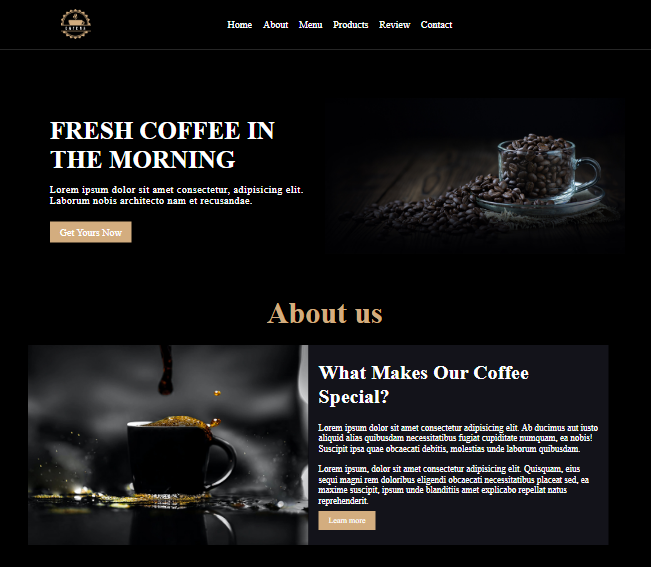 Home About Menu Products Review Contact
FRESH COFFEE IN
THE MORNING
Lorem ipsum dolor sit amet consectetur, adipisicing elit.
Laborum nobis architecto nam et recusandae.
Get Yours Now
About us
What Makes Our Coffee
Special?
Lorem ipsum dolor sit amet consectetur adipisicing elit. Ab ducimus aut iusto
aliquid alias quibusdam necessitatibus fugiat cupiditate numquam, ea nobis!
Suscipit ipsa quae obcaecati debitis, molestias unde laborum quibusdam.
Lorem ipsum, dolor sit amet consectetur adipisicing elit. Quisquam, eius
sequi magni rem doloribus eligendi obcaecati necessitatibus placeat sed, ea
maxime suscipit, ipsum unde blanditiis amet explicabo repellat natus
reprehenderit.
Learn more